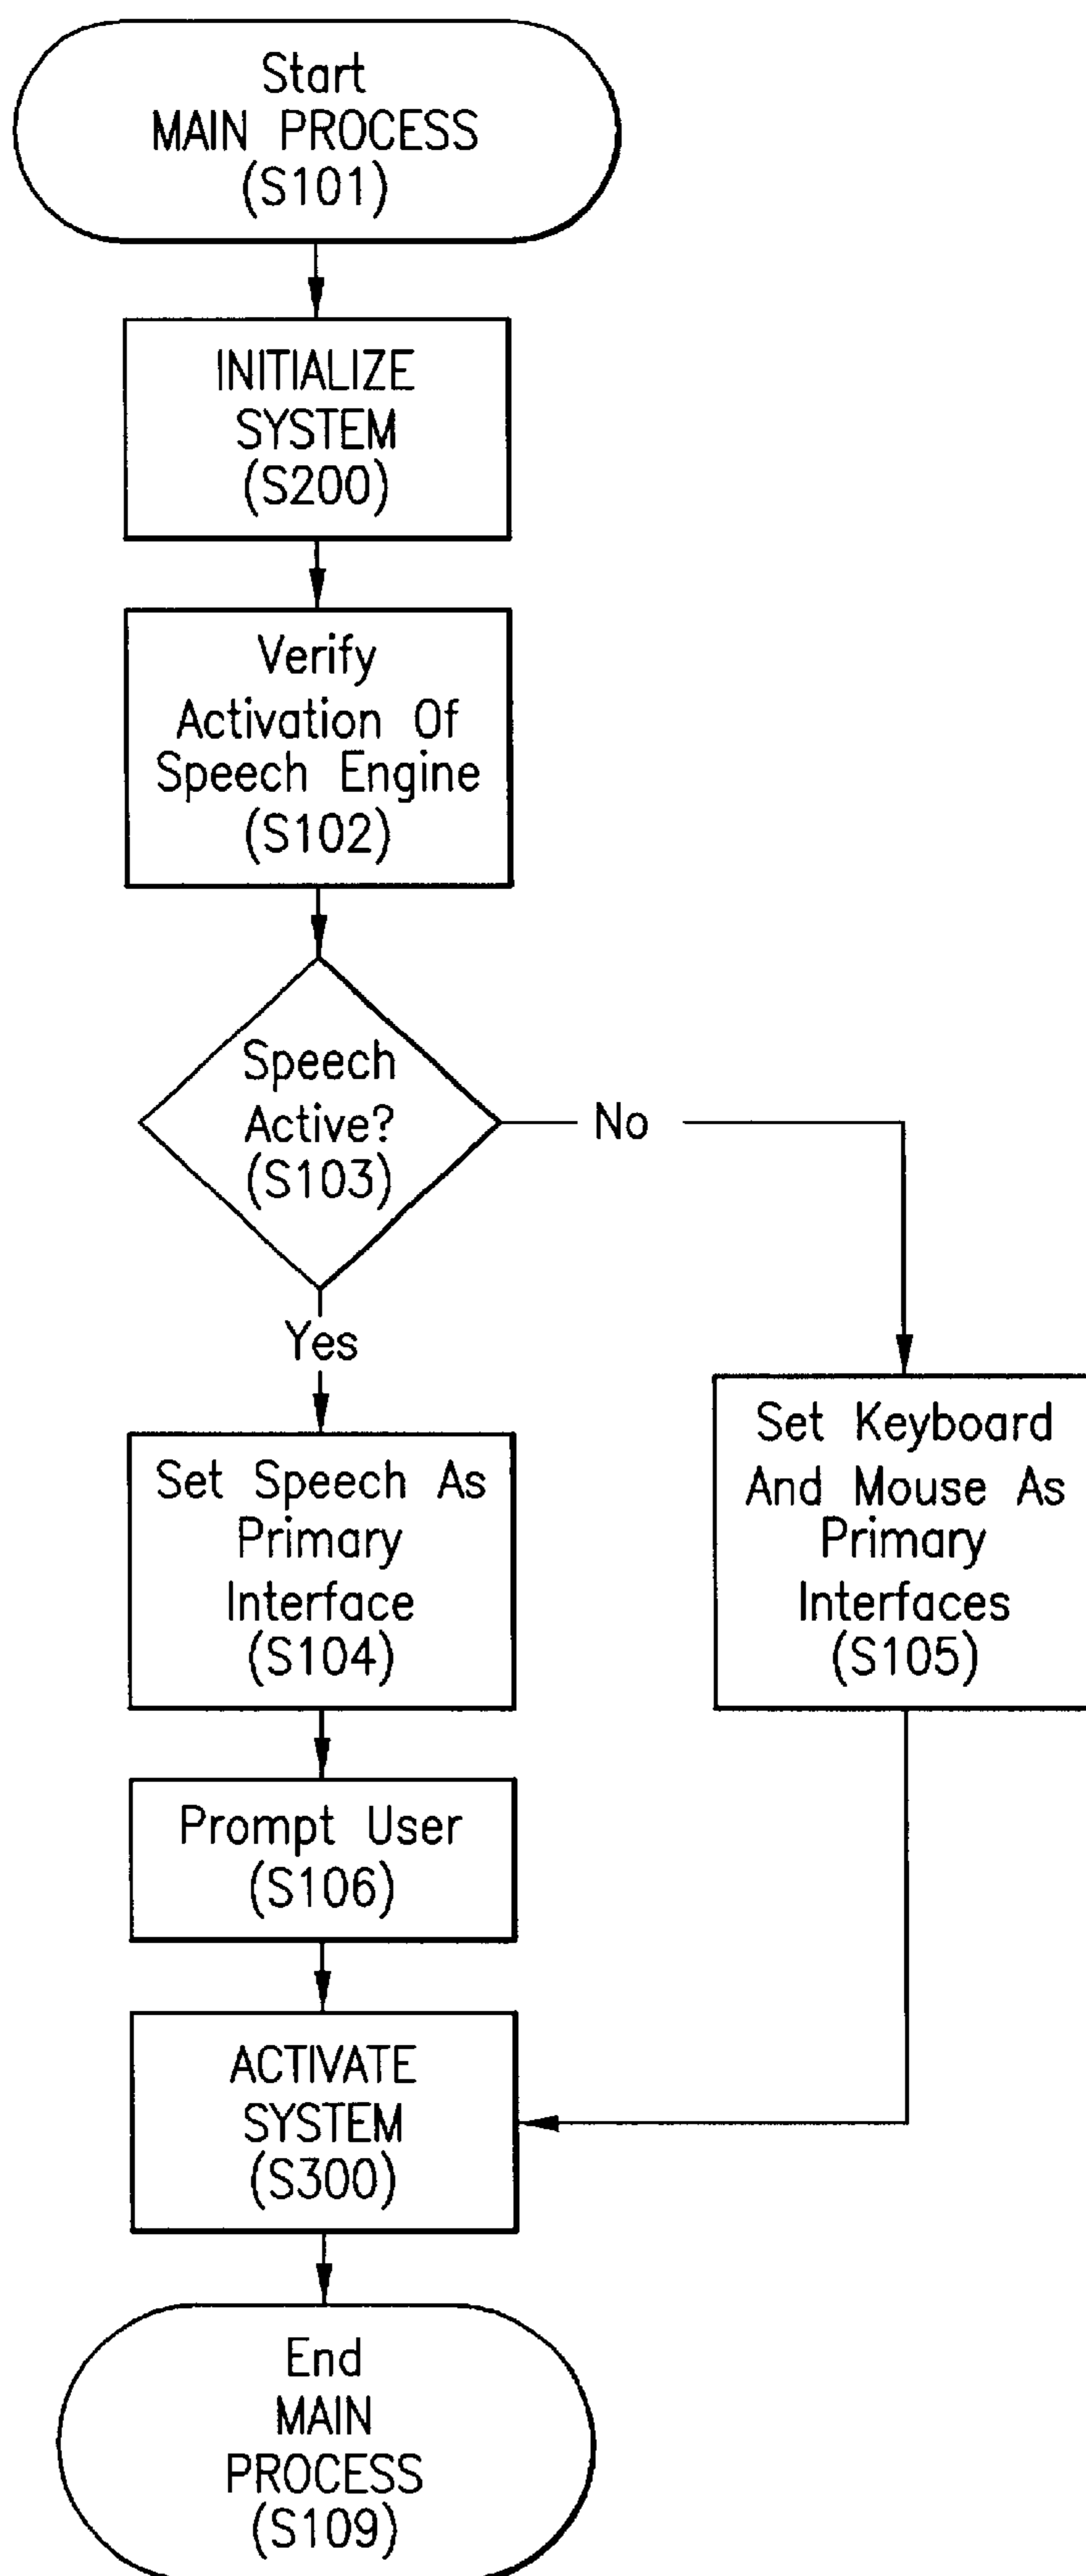 Start
MAIN PROCESS
(S101)
INITIALIZE
SYSTEM
(S200)
Verify
Activation Of
Speech Engine
(S102)
Speech
Active?
(S103)
No
Yes
Set Speech As
Primary
Interface
(S104)
Set Keyboard
And Mouse As
Primary
Interfaces
(S105)
Prompt User
(S106)
ACTIVATE
SYSTEM
(S300)
End
MAIN
PROCESS
(S109)